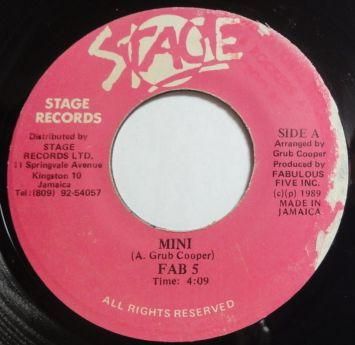 STAGE
STAGE
RECORDS
Distributed by
STAGE
RECORDS LTD.
11 Springvale Avenue
Kingston 10
Jamaica
Tel:(809) 92-54057
SIDE A
Arranged by
Grub Cooper
Produced by
FABULOUS
FIVE INC.
(c)(p) 1989
MADE IN
JAMAICA
MINI
(A. Grub Cooper)
FAB 5
Time: 4:09
ALL RIGHTS RESERVED